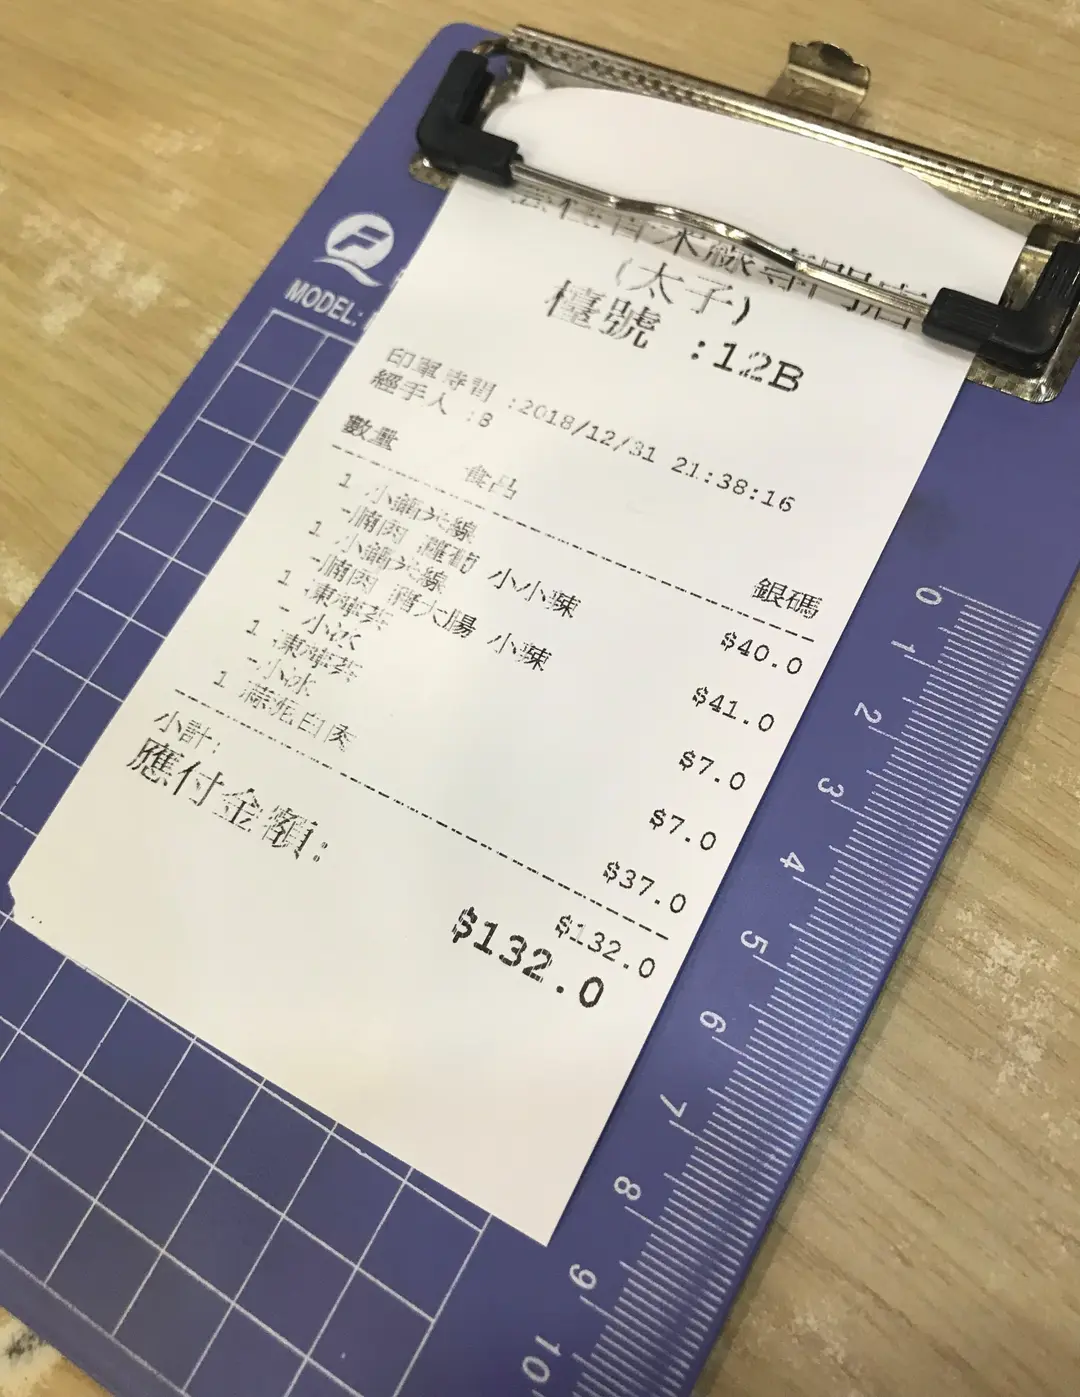 MODEL:
(太子)
檯號 :12B
印單時間 :2018/12/31 21:38:16
經手人 :8
數量 食品 銀碼
1 小鍋米線 $40.0
-腩肉 蘿蔔 小小辣
1 小鍋米線 $41.0
-腩肉 豬大腸 小辣
1 凍檸茶 $7.0
- 小冰
1 凍檸茶 $7.0
- 小冰
1 蒜泥白肉 $37.0
小計: $132.0
應付金額: $132.0
0
1
2
3
4
5
6
7
8
9
10